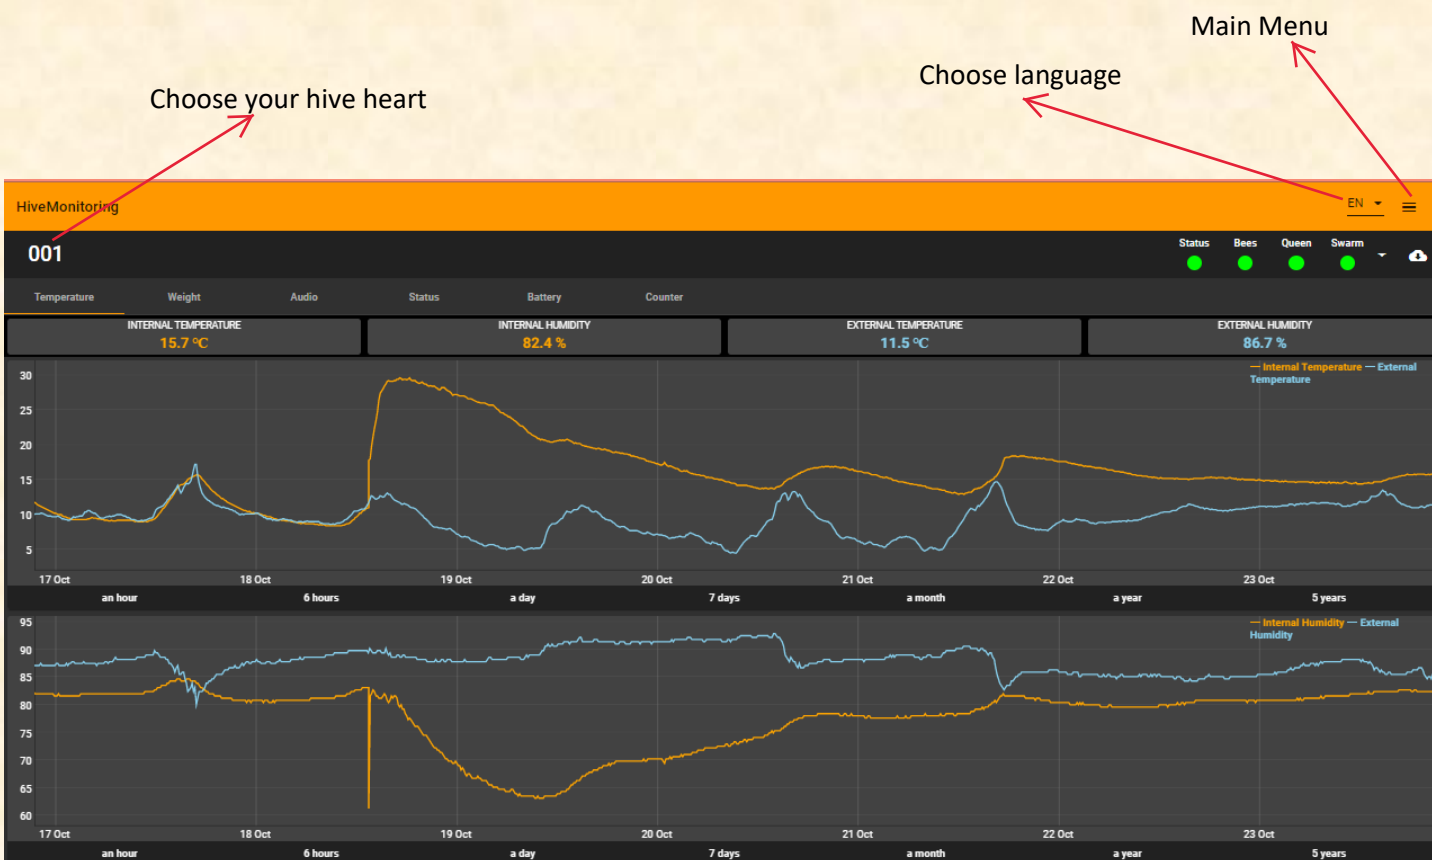 Main Menu
Choose language
Choose your hive heart
HiveMonitoring
EN
001
Status Bees Queen Swarm
Temperature Weight Audio Status Battery Counter
INTERNAL TEMPERATURE INTERNAL HUMIDITY EXTERNAL TEMPERATURE EXTERNAL HUMIDITY
15.7 °C 82.4 % 11.5 °C 86.7 %
— Internal Temperature — External
Temperature
30
25
20
15
10
5
17 Oct 18 Oct 19 Oct 20 Oct 21 Oct 22 Oct 23 Oct
an hour 6 hours a day 7 days a month a year 5 years
— Internal Humidity — External
Humidity
95
90
85
80
75
70
65
60
17 Oct 18 Oct 19 Oct 20 Oct 21 Oct 22 Oct 23 Oct
an hour 6 hours a day 7 days a month a year 5 years